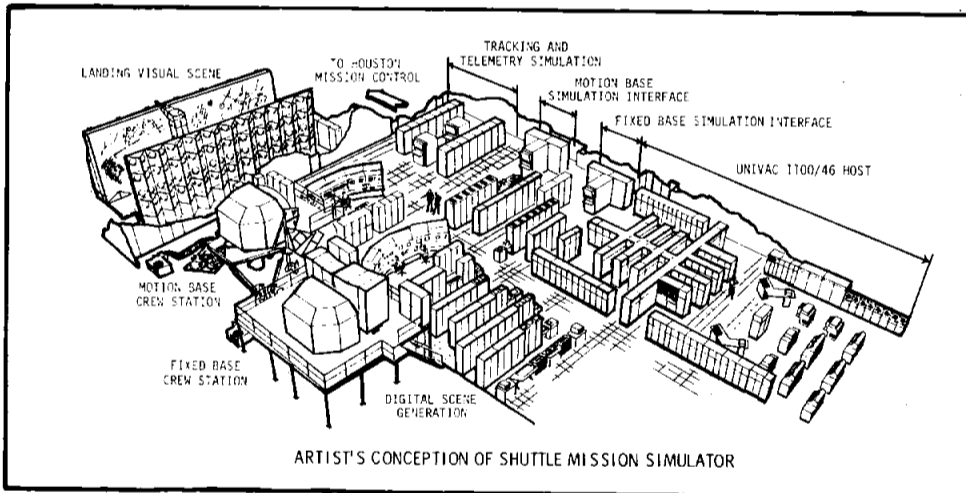 LANDING VISUAL SCENE
TO HOUSTON
MISSION CONTROL
TRACKING AND
TELEMETRY SIMULATION
MOTION BASE
SIMULATION INTERFACE
FIXED BASE SIMULATION INTERFACE
UNIVAC 1100/46 HOST
MOTION BASE
CREW STATION
FIXED BASE
CREW STATION
DIGITAL SCENE
GENERATION
ARTIST'S CONCEPTION OF SHUTTLE MISSION SIMULATOR